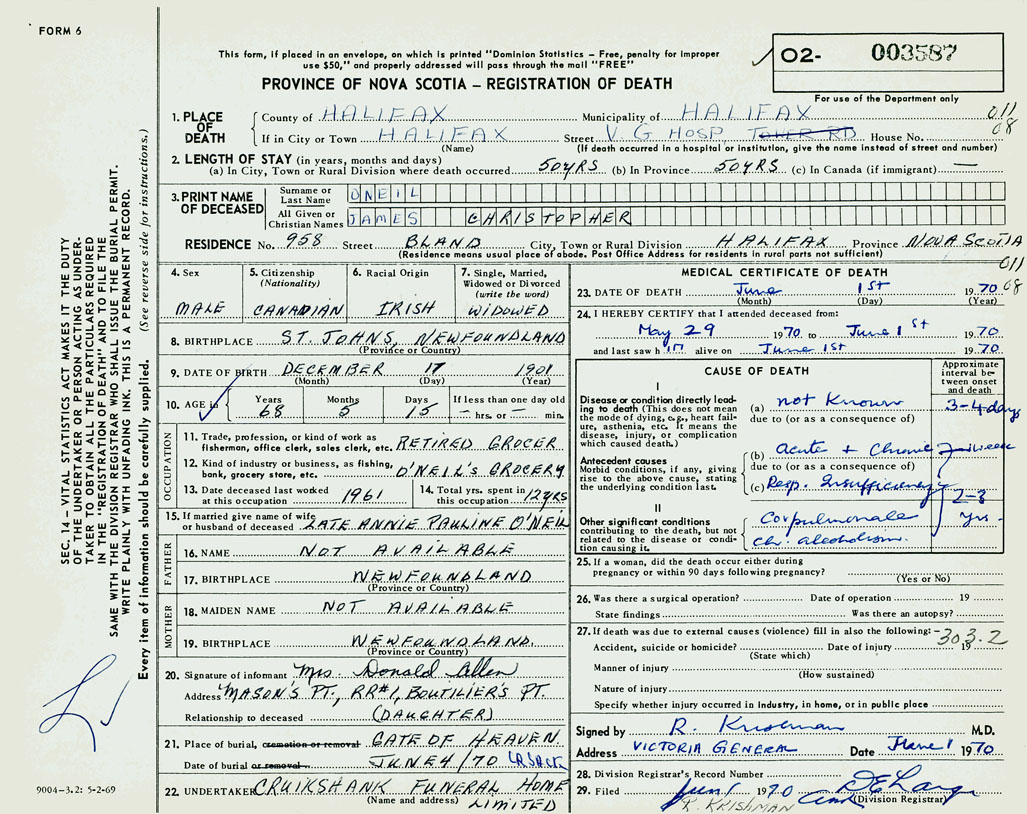 FORM 6
This form, if placed in an envelope, on which is printed "Dominion Statistics – Free, penalty for improper
use $50," and properly addressed will pass through the mail "FREE"
PROVINCE OF NOVA SCOTIA – REGISTRATION OF DEATH
02- 003587
For use of the Department only
SEC. 14 – VITAL STATISTICS ACT MAKES IT THE DUTY
OF THE UNDERTAKER OR PERSON ACTING AS UNDER-
TAKER TO OBTAIN ALL THE PARTICULARS REQUIRED
IN THE "REGISTRATION OF DEATH" AND TO FILE THE
SAME WITH THE DIVISION REGISTRAR WHO SHALL ISSUE THE BURIAL PERMIT.
WRITE PLAINLY WITH UNFADING INK. THIS IS A PERMANENT RECORD.
Every item of information should be carefully supplied. (See reverse side for instructions.)
1. PLACE OF DEATH County of HALIFAX Municipality of HALIFAX 011
If in City or Town HALIFAX Street V. G HOSP TOWER RD House No. 08
(Name) (If death occurred in a hospital or institution, give the name instead of street and number)
2. LENGTH OF STAY (in years, months and days)
(a) In City, Town or Rural Division where death occurred 50YRS (b) In Province 50YRS (c) In Canada (if immigrant) —
3. PRINT NAME OF DECEASED
Surname or Last Name ONEIL
All Given or Christian Names JAMES CHRISTOPHER
RESIDENCE No. 958 Street BLAND City, Town or Rural Division HALIFAX Province NOVA SCOTIA
(Residence means usual place of abode. Post Office Address for residents in rural parts not sufficient)
011
08
4. Sex MALE
5. Citizenship (Nationality) CANADIAN
6. Racial Origin IRISH
7. Single, Married, Widowed or Divorced (write the word) WIDOWED
8. BIRTHPLACE ST. JOHNS, NEWFOUNDLAND
(Province or Country)
9. DATE OF BIRTH DECEMBER 17 1901
(Month) (Day) (Year)
10. AGE Years Months Days If less than one day old
68 5 15 — hrs. or — min.
OCCUPATION
11. Trade, profession, or kind of work as
fisherman, office clerk, sales clerk, etc. RETIRED GROCER
12. Kind of industry or business, as fishing,
bank, grocery store, etc. O'NEIL'S GROCERY
13. Date deceased last worked
at this occupation 1961
14. Total yrs. spent in
this occupation 12YRS
15. If married give name of wife
or husband of deceased LATE ANNIE PAULINE O'NEIL
FATHER
16. NAME NOT AVAILABLE
17. BIRTHPLACE NEWFOUNDLAND
(Province or Country)
MOTHER
18. MAIDEN NAME NOT AVAILABLE
19. BIRTHPLACE NEWFOUNDLAND.
(Province or Country)
20. Signature of informant Mrs. Donald Allen
Address MASON'S PT., RR#1, BOUTILIER'S PT.
Relationship to deceased (DAUGHTER)
21. Place of burial, cremation or removal GATE OF HEAVEN
Date of burial or removal JUNE 4/70
22. UNDERTAKER CRUIKSHANK FUNERAL HOME
(Name and address) LIMITED
9004-3.2: 5-2-69
MEDICAL CERTIFICATE OF DEATH
23. DATE OF DEATH June 1st 1970
(Month) (Day) (Year)
24. I HEREBY CERTIFY that I attended deceased from:
May 29 1970 to June 1st 1970
and last saw him alive on June 1st 1970
CAUSE OF DEATH
Approximate interval between onset and death
I
Disease or condition directly lead-
ing to death (This does not mean
the mode of dying, e.g., heart failure,
asthenia, etc. It means the
disease, injury, or complication
which caused death.)
(a) not Known 3-4 days
due to (or as a consequence of)
Antecedent causes
Morbid conditions, if any, giving
rise to the above cause, stating
the underlying condition last.
(b) Acute + Chronic week
due to (or as a consequence of)
(c) Resp. Insufficiency 2-3 yrs.
II
Other significant conditions
contributing to the death, but not
related to the disease or condi-
tion causing it.
Cor pulmonale
Ch. alcoholism.
25. If a woman, did the death occur either during
pregnancy or within 90 days following pregnancy?
(Yes or No)
26. Was there a surgical operation? Date of operation 19
State findings Was there an autopsy?
27. If death was due to external causes (violence) fill in also the following: 303.2
Accident, suicide or homicide? Date of injury 19
(State which)
Manner of injury
(How sustained)
Nature of injury
Specify whether injury occurred in industry, in home, or in public place
Signed by R. Krishman M.D.
Address VICTORIA GENERAL Date June 1 1970
28. Division Registrar's Record Number
29. Filed Jun 1 1970
(Division Registrar)
R. KRISHMAN